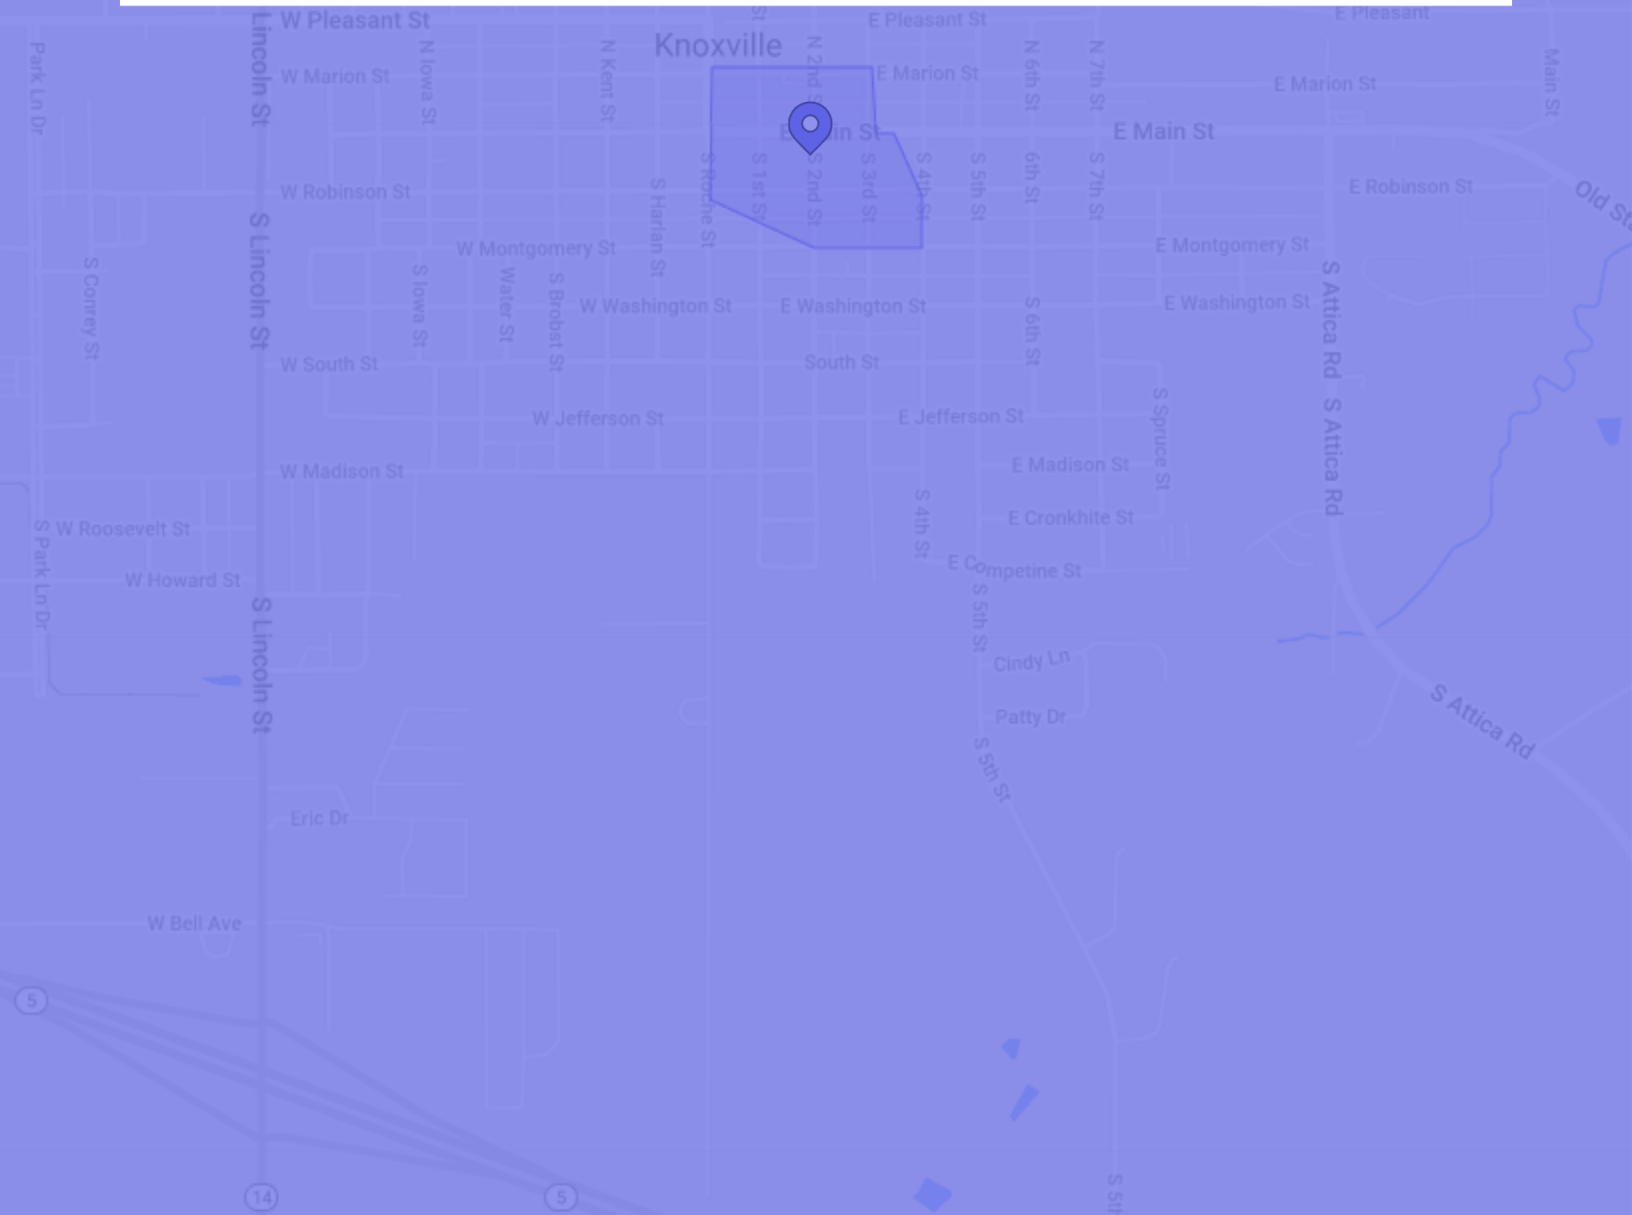 W Pleasant St
E Pleasant St
E Pleasant
Knoxville
Lincoln St
Park Ln Dr
N Iowa St
N Kent St
St
N 2nd S
N 6th St
N 7th St
Main St
W Marion St
E Marion St
E Marion St
E Main St
E Main St
W Robinson St
E Robinson St
Old Sta
S Roche St
S 1st St
S 2nd St
S 3rd St
S 4th St
S 5th St
6th St
S 7th St
S Harlan St
S Lincoln St
W Montgomery St
E Montgomery St
S Conrey St
S Iowa St
Water St
S Brobst St
W Washington St
E Washington St
E Washington St
S 6th St
S Attica Rd
W South St
South St
W Jefferson St
E Jefferson St
S Spruce St
S Attica Rd
W Madison St
E Madison St
S 4th St
E Cronkhite St
W Roosevelt St
S Park Ln Dr
W Howard St
E Competine St
S 5th St
S Lincoln St
Cindy Ln
Patty Dr
S Attica Rd
S 5th St
Eric Dr
W Bell Ave
5
14
5
S 5th